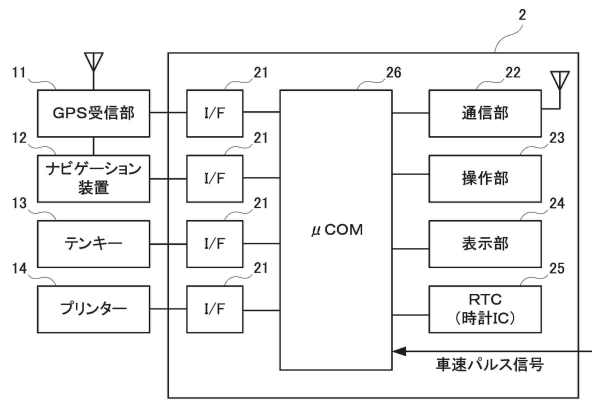 2
11
21
26
22
GPS受信部
I/F
通信部
12
21
23
ナビゲーション
装置
I/F
操作部
13
21
μCOM
24
テンキー
I/F
表示部
14
21
25
プリンター
I/F
RTC
(時計IC)
車速パルス信号